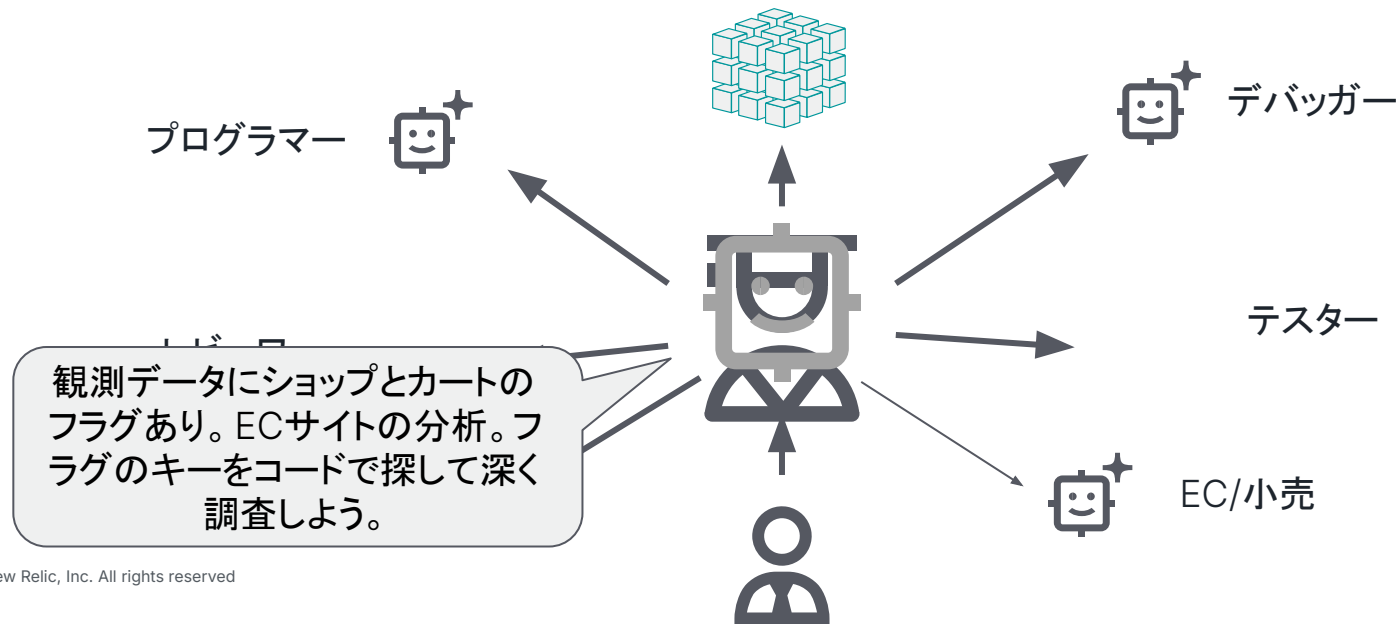 デバッガー
プログラマー
テスター
観測データにショップとカートの
フラグあり。ECサイトの分析。フ
ラグのキーをコードで探して深く
調査しよう。
EC/小売
ew Relic, Inc. All rights reserved